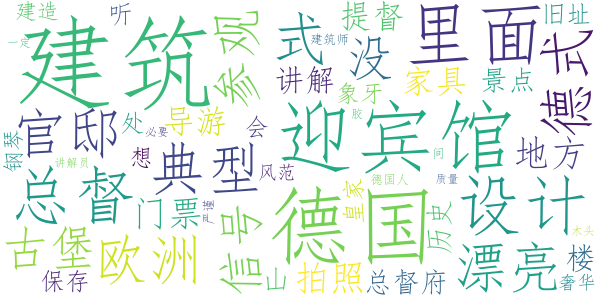 建造
听
提督
旧址
一定
建筑
参观
式
建筑师
没
里面
德式
讲解
家具
景点
象牙
官邸
处
导游
会
胶
迎宾馆
钢琴
必要
讲解员
想
典型
风范
间
地方
总督
门票
严谨
信号
德国
皇家
德国人
质量
设计
历史
古堡
欧洲
木头
保存
拍照
总督府
漂亮
楼
奢华